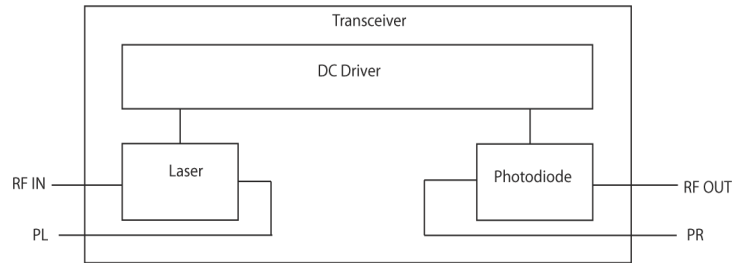 Transceiver
DC Driver
Laser
Photodiode
RF IN
RF OUT
PL
PR